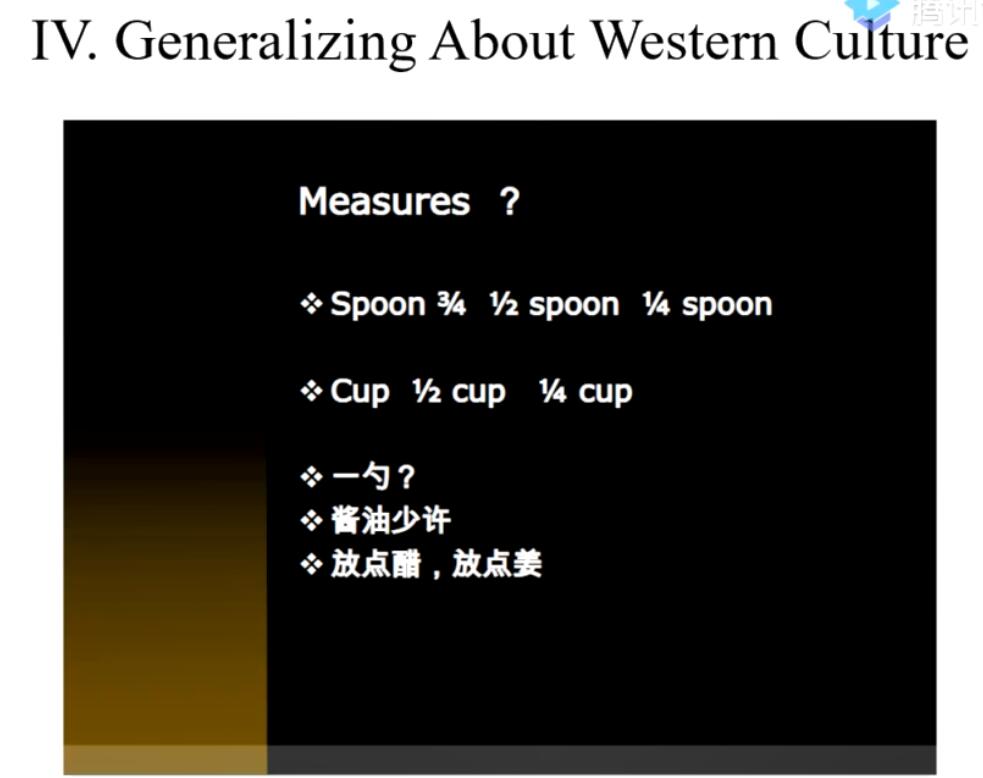 腾讯
IV. Generalizing About Western Culture
Measures ？
❖ Spoon ¾ ½ spoon ¼ spoon
❖ Cup ½ cup ¼ cup
❖ 一勺？
❖ 酱油少许
❖ 放点醋，放点姜